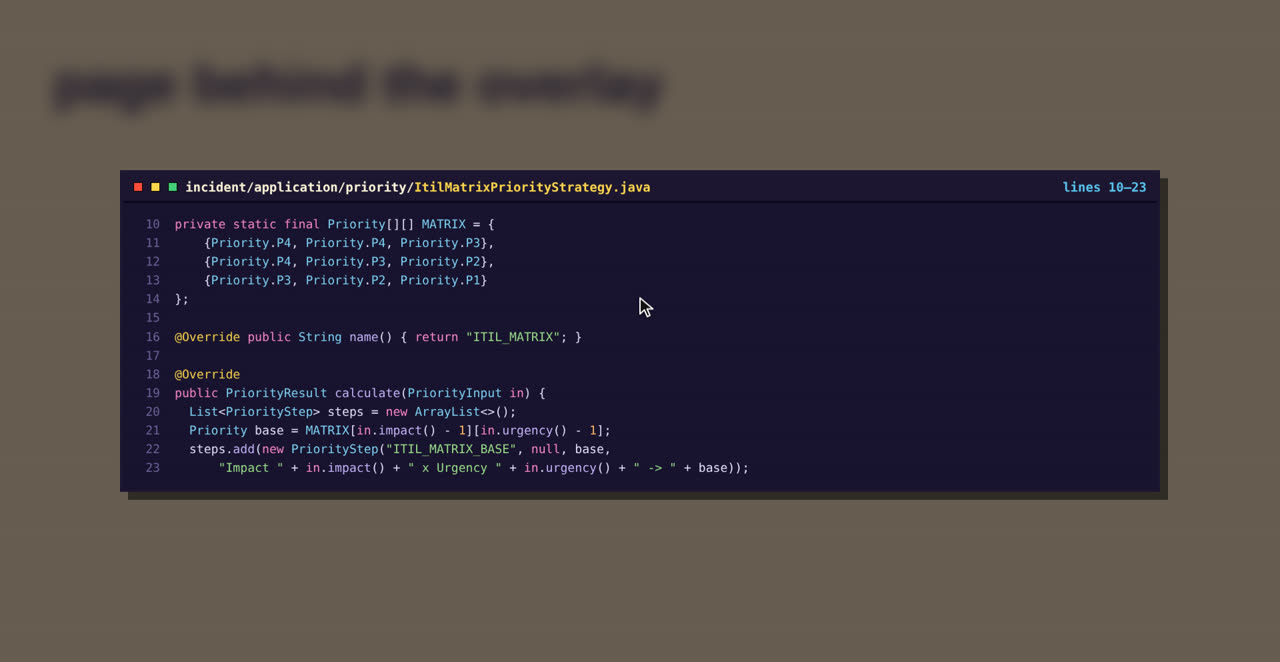 page behind the overlay
incident/application/priority/ItilMatrixPriorityStrategy.java lines 10–23
10 private static final Priority[][] MATRIX = {
11     {Priority.P4, Priority.P4, Priority.P3},
12     {Priority.P4, Priority.P3, Priority.P2},
13     {Priority.P3, Priority.P2, Priority.P1}
14 };
15
16 @Override public String name() { return "ITIL_MATRIX"; }
17
18 @Override
19 public PriorityResult calculate(PriorityInput in) {
20   List<PriorityStep> steps = new ArrayList<>();
21   Priority base = MATRIX[in.impact() - 1][in.urgency() - 1];
22   steps.add(new PriorityStep("ITIL_MATRIX_BASE", null, base,
23       "Impact " + in.impact() + " x Urgency " + in.urgency() + " -> " + base));